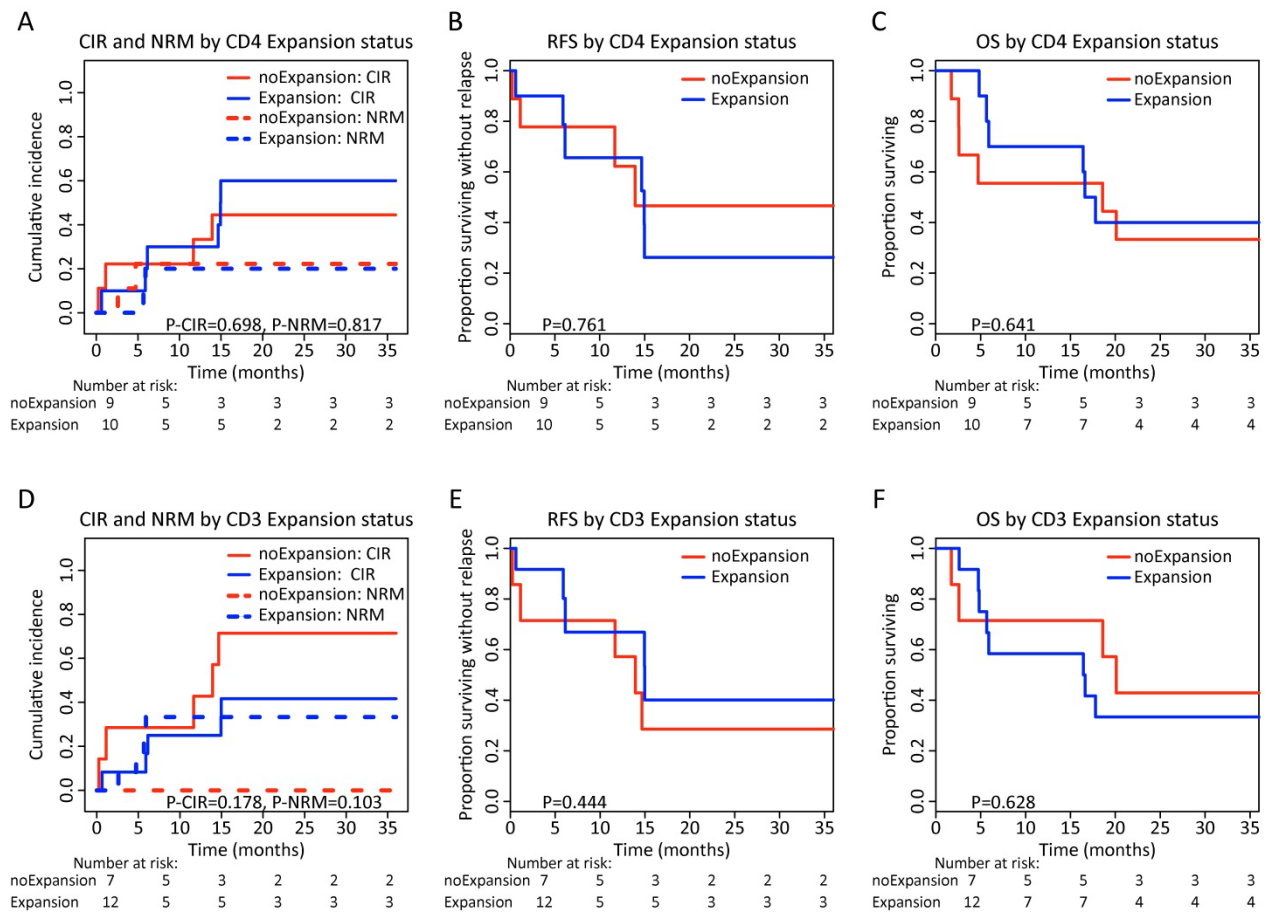 A
CIR and NRM by CD4 Expansion status
noExpansion: CIR
Expansion: CIR
noExpansion: NRM
Expansion: NRM
Cumulative incidence
0.0 0.2 0.4 0.6 0.8 1.0
P-CIR=0.698, P-NRM=0.817
0 5 10 15 20 25 30 35
Time (months)
Number at risk:
noExpansion 9 5 3 3 3 3
Expansion 10 5 5 2 2 2
B
RFS by CD4 Expansion status
noExpansion
Expansion
Proportion surviving without relapse
0.0 0.2 0.4 0.6 0.8 1.0
P=0.761
0 5 10 15 20 25 30 35
Time (months)
Number at risk:
noExpansion 9 5 3 3 3 3
Expansion 10 5 5 2 2 2
C
OS by CD4 Expansion status
noExpansion
Expansion
Proportion surviving
0.0 0.2 0.4 0.6 0.8 1.0
P=0.641
0 5 10 15 20 25 30 35
Time (months)
Number at risk:
noExpansion 9 5 5 3 3 3
Expansion 10 7 7 4 4 4
D
CIR and NRM by CD3 Expansion status
noExpansion: CIR
Expansion: CIR
noExpansion: NRM
Expansion: NRM
Cumulative incidence
0.0 0.2 0.4 0.6 0.8 1.0
P-CIR=0.178, P-NRM=0.103
0 5 10 15 20 25 30 35
Time (months)
Number at risk:
noExpansion 7 5 3 2 2 2
Expansion 12 5 5 3 3 3
E
RFS by CD3 Expansion status
noExpansion
Expansion
Proportion surviving without relapse
0.0 0.2 0.4 0.6 0.8 1.0
P=0.444
0 5 10 15 20 25 30 35
Time (months)
Number at risk:
noExpansion 7 5 3 2 2 2
Expansion 12 5 5 3 3 3
F
OS by CD3 Expansion status
noExpansion
Expansion
Proportion surviving
0.0 0.2 0.4 0.6 0.8 1.0
P=0.628
0 5 10 15 20 25 30 35
Time (months)
Number at risk:
noExpansion 7 5 5 3 3 3
Expansion 12 7 7 4 4 4